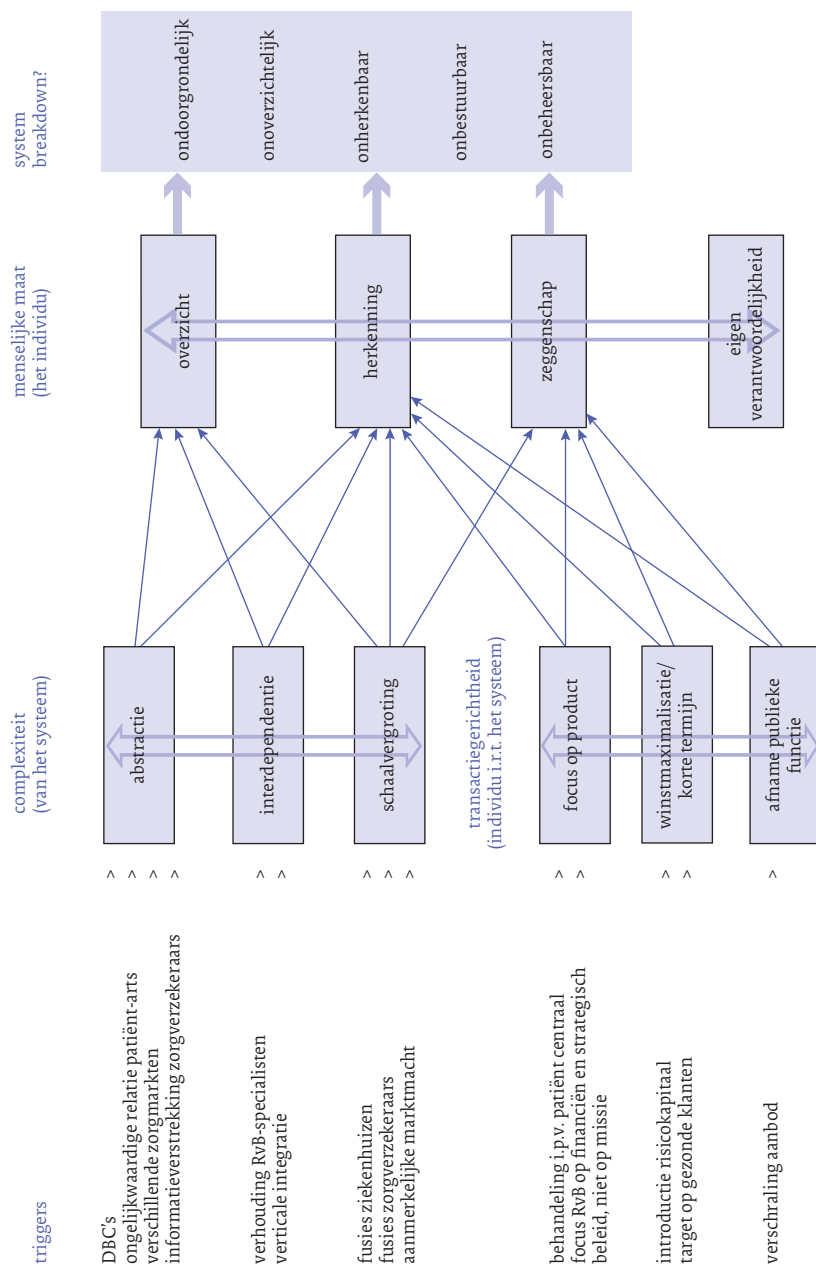 triggers
DBC's
ongelijkwaardige relatie patiënt-arts
verschillende zorgmarkten
informatieverstrekking zorgverzekeraars
verhouding RvB-specialisten
verticale integratie
fusies ziekenhuizen
fusies zorgverzekeraars
aanmerkelijke marktmacht
behandeling i.p.v. patiënt centraal
focus RvB op financiën en strategisch
beleid, niet op missie
introductie risicokapitaal
target op gezonde klanten
verschraling aanbod
>
>
>
>
>
>
>
>
>
>
>
>
>
>
complexiteit
(van het systeem)
abstractie
interdependentie
schaalvergroting
transactiegerichtheid
(individu i.r.t. het systeem)
focus op product
winstmaximalisatie/
korte termijn
afname publieke
functie
menselijke maat
(het individu)
overzicht
herkenning
zeggenschap
eigen
verantwoordelijkheid
system
breakdown?
ondoorgrondelijk
onoverzichtelijk
onherkenbaar
onbestuurbaar
onbeheersbaar